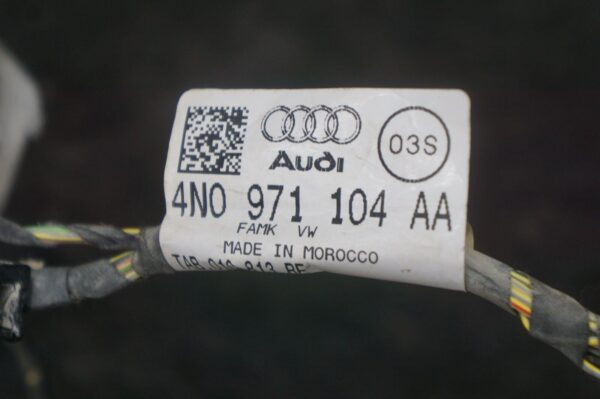 03S
Audi
4N0 971 104 AA
FAMK VW
MADE IN MOROCCO